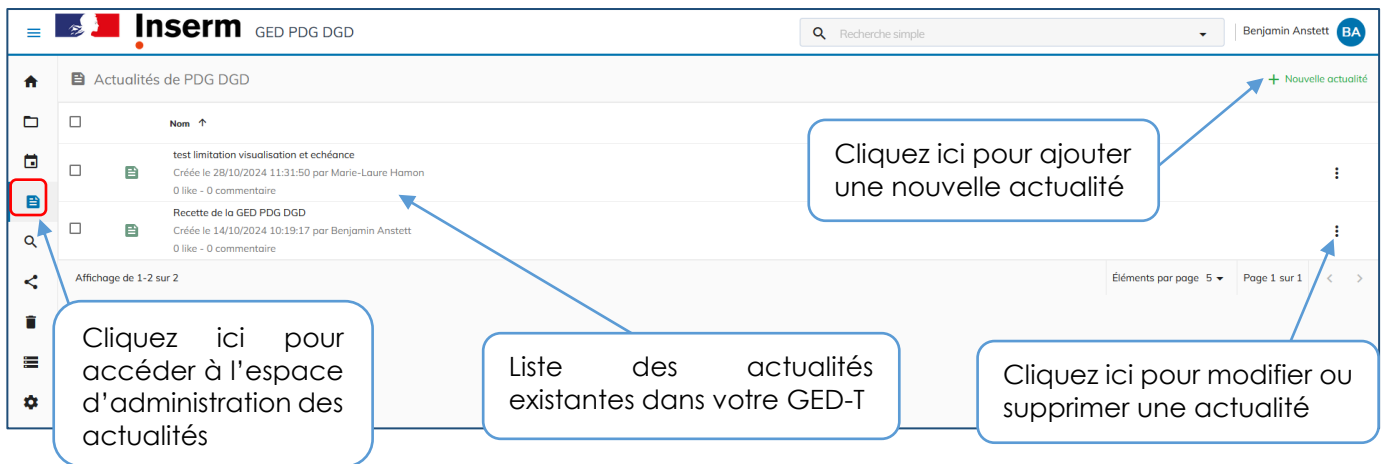 Inserm GED PDG DGD
Recherche simple
Benjamin Anstett BA
Actualités de PDG DGD
+ Nouvelle actualité
Nom ↑
test limitation visualisation et echéance
Créée le 28/10/2024 11:31:50 par Marie-Laure Hamon
0 like - 0 commentaire
Recette de la GED PDG DGD
Créée le 14/10/2024 10:19:17 par Benjamin Anstett
0 like - 0 commentaire
Affichage de 1-2 sur 2
Éléments par page 5
Page 1 sur 1
Cliquez ici pour ajouter
une nouvelle actualité
Cliquez ici pour
accéder à l’espace
d’administration des
actualités
Liste des actualités
existantes dans votre GED-T
Cliquez ici pour modifier ou
supprimer une actualité